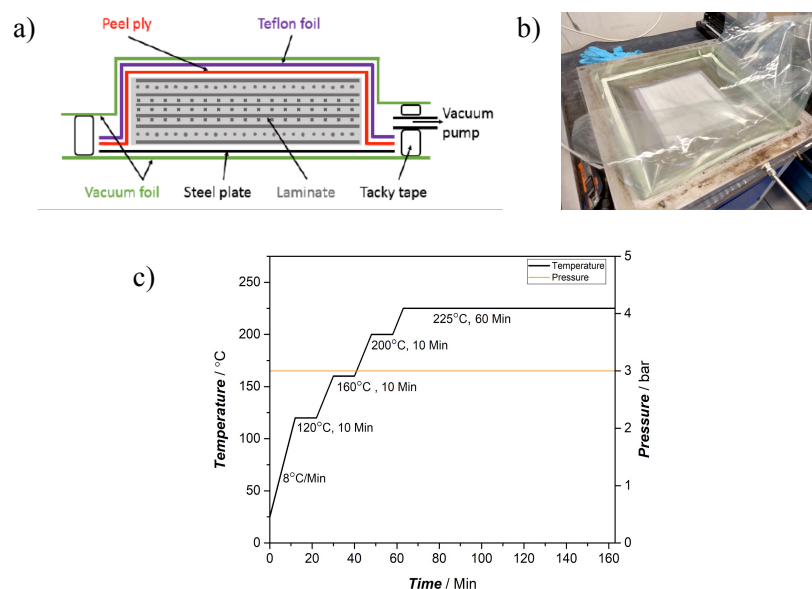 a)
Peel ply
Teflon foil
Vacuum
pump
Vacuum foil
Steel plate
Laminate
Tacky tape
b)
c)
Temperature
Pressure
250
200
150
100
50
0
Temperature / °C
5
4
3
2
1
0
Pressure / bar
225°C, 60 Min
200°C, 10 Min
160°C , 10 Min
120°C, 10 Min
8°C/Min
0
20
40
60
80
100
120
140
160
Time / Min